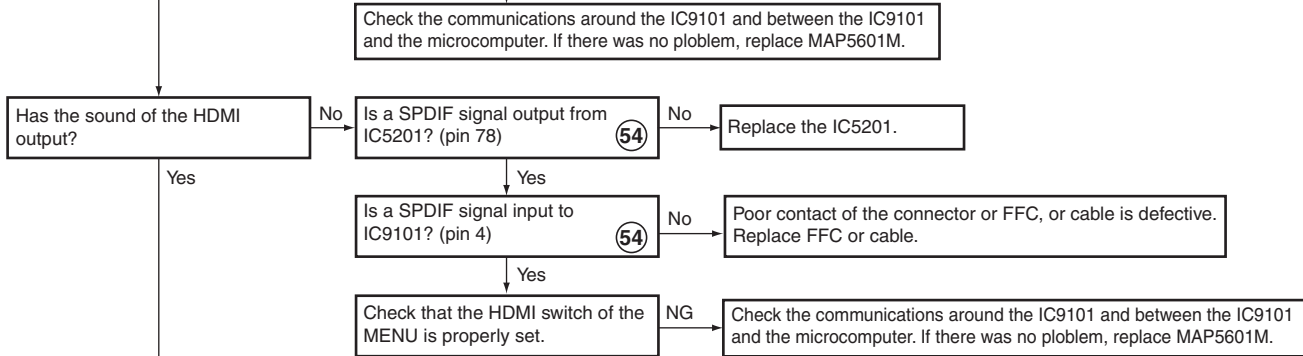 Check the communications around the IC9101 and between the IC9101
and the microcomputer. If there was no ploblem, replace MAP5601M.
Has the sound of the HDMI
output?
No
Is a SPDIF signal output from
IC5201? (pin 78)
54
No
Replace the IC5201.
Yes
Yes
Is a SPDIF signal input to
IC9101? (pin 4)
54
No
Poor contact of the connector or FFC, or cable is defective.
Replace FFC or cable.
Yes
Check that the HDMI switch of the
MENU is properly set.
NG
Check the communications around the IC9101 and between the IC9101
and the microcomputer. If there was no ploblem, replace MAP5601M.